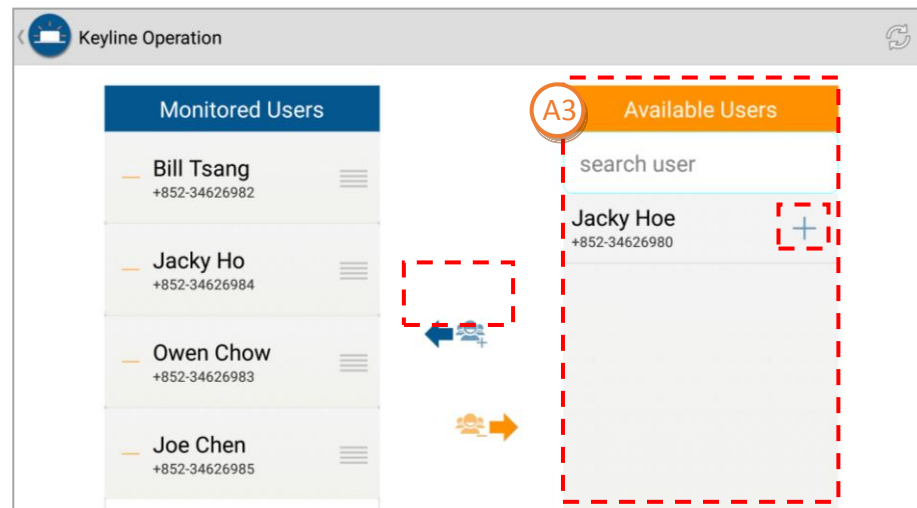 Keyline Operation
Monitored Users
Bill Tsang
+852-34626982
Jacky Ho
+852-34626984
Owen Chow
+852-34626983
Joe Chen
+852-34626985
A3
Available Users
search user
Jacky Hoe
+852-34626980